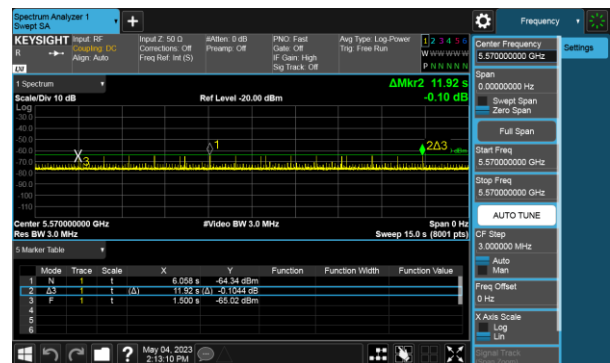 Spectrum Analyzer 1
Swept SA
+
Frequency
KEYSIGHT Input: RF Input Z: 50 Ω #Atten: 0 dB PNO: Fast Avg Type: Log-Power 1 2 3 4 5 6
R Coupling: DC Corrections: Off Preamp: Off Gate: Off Trig: Free Run W W W W W W
Align: Auto Freq Ref: Int (S) IF Gain: High P N N N N N
Sig Track: Off
LXI
1 Spectrum
ΔMkr2 11.92 s
Scale/Div 10 dB Ref Level -20.00 dBm -0.10 dB
Log
-30.0
-40.0
-50.0
-60.0
-70.0
-80.0
-90.0
-100
-110
X3
1
2Δ3
dBm
Center 5.570000000 GHz #Video BW 3.0 MHz Span 0 Hz
Res BW 3.0 MHz Sweep 15.0 s (8001 pts)
5 Marker Table
Mode Trace Scale X Y Function Function Width Function Value
1 N 1 t 6.058 s -64.34 dBm
2 Δ3 1 t (Δ) 11.92 s (Δ) -0.1044 dB
3 F 1 t 1.500 s -65.02 dBm
4
5
6
? May 04, 2023
2:13:10 PM
Center Frequency
5.570000000 GHz
Settings
Span
0.00000000 Hz
Swept Span
Zero Span
Full Span
Start Freq
5.570000000 GHz
Stop Freq
5.570000000 GHz
AUTO TUNE
CF Step
3.000000 MHz
Auto
Man
Freq Offset
0 Hz
X Axis Scale
Log
Lin
Signal Track